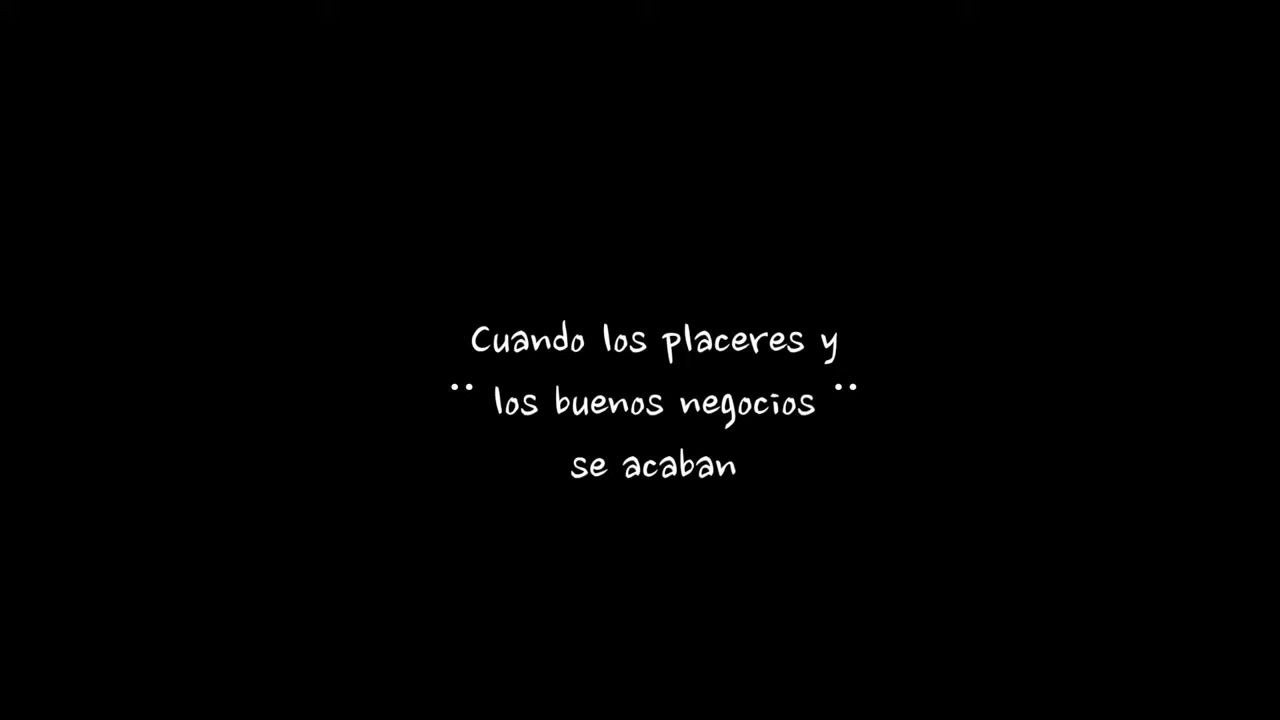 Cuando los placeres y
¨ los buenos negocios ¨
se acaban